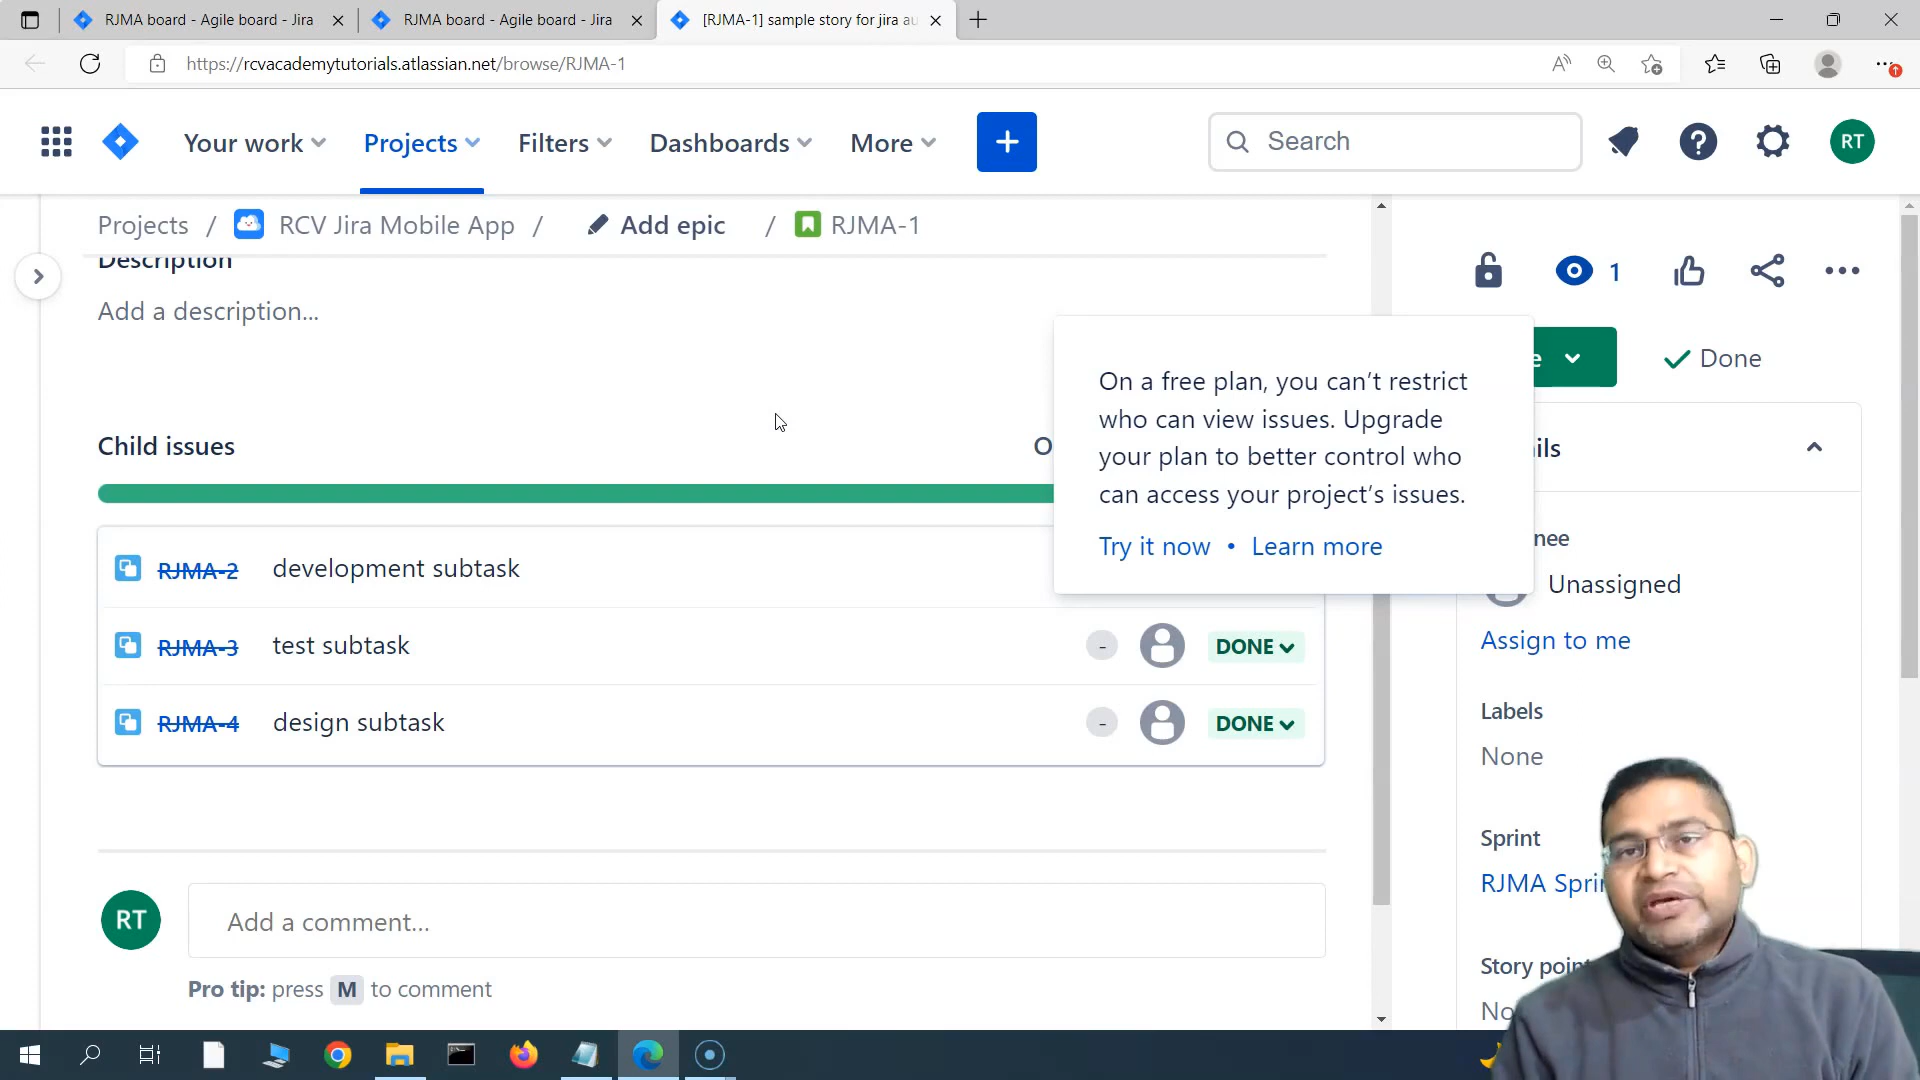 RJMA board - Agile board - Jira
RJMA board - Agile board - Jira
[RJMA-1] sample story for jira au
https://rcvacademytutorials.atlassian.net/browse/RJMA-1
Your work
Projects
Filters
Dashboards
More
Search
RT
Projects / RCV Jira Mobile App / Add epic / RJMA-1
Description
Add a description...
1
Done
On a free plan, you can’t restrict
who can view issues. Upgrade
your plan to better control who
can access your project’s issues.
Try it now • Learn more
Child issues
RJMA-2 development subtask
RJMA-3 test subtask - DONE
RJMA-4 design subtask - DONE
Unassigned
Assign to me
Labels
None
Sprint
RJMA
Story
RT
Add a comment...
Pro tip: press M to comment